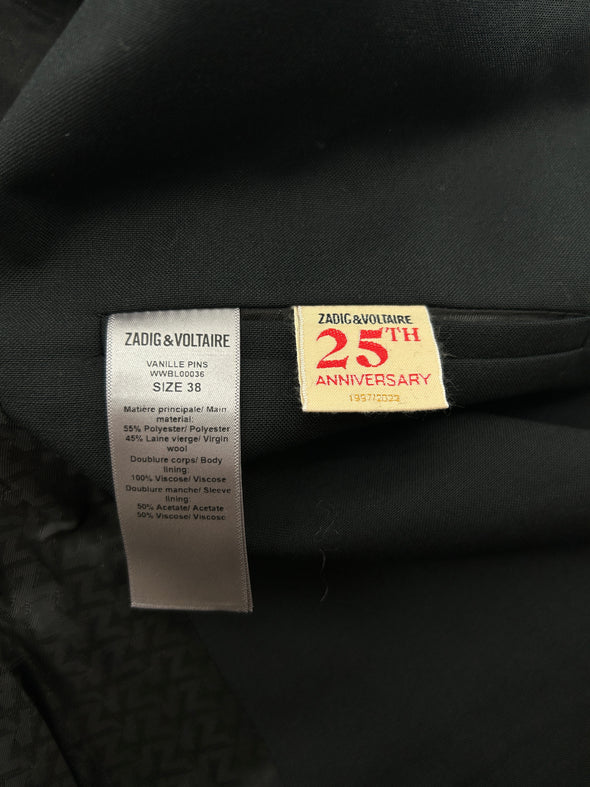 ZADIG & VOLTAIRE
VANILLE PINS
WWBL00036
SIZE 38
Matière principale/ Main
material:
55% Polyester/ Polyester
45% Laine vierge/ Virgin
wool
Doublure corps/ Body
lining:
100% Viscose/ Viscose
Doublure manche/ Sleeve
lining:
50% Acetate/ Acetate
50% Viscose/ Viscose
ZADIG & VOLTAIRE
25TH
ANNIVERSARY
1997/2022